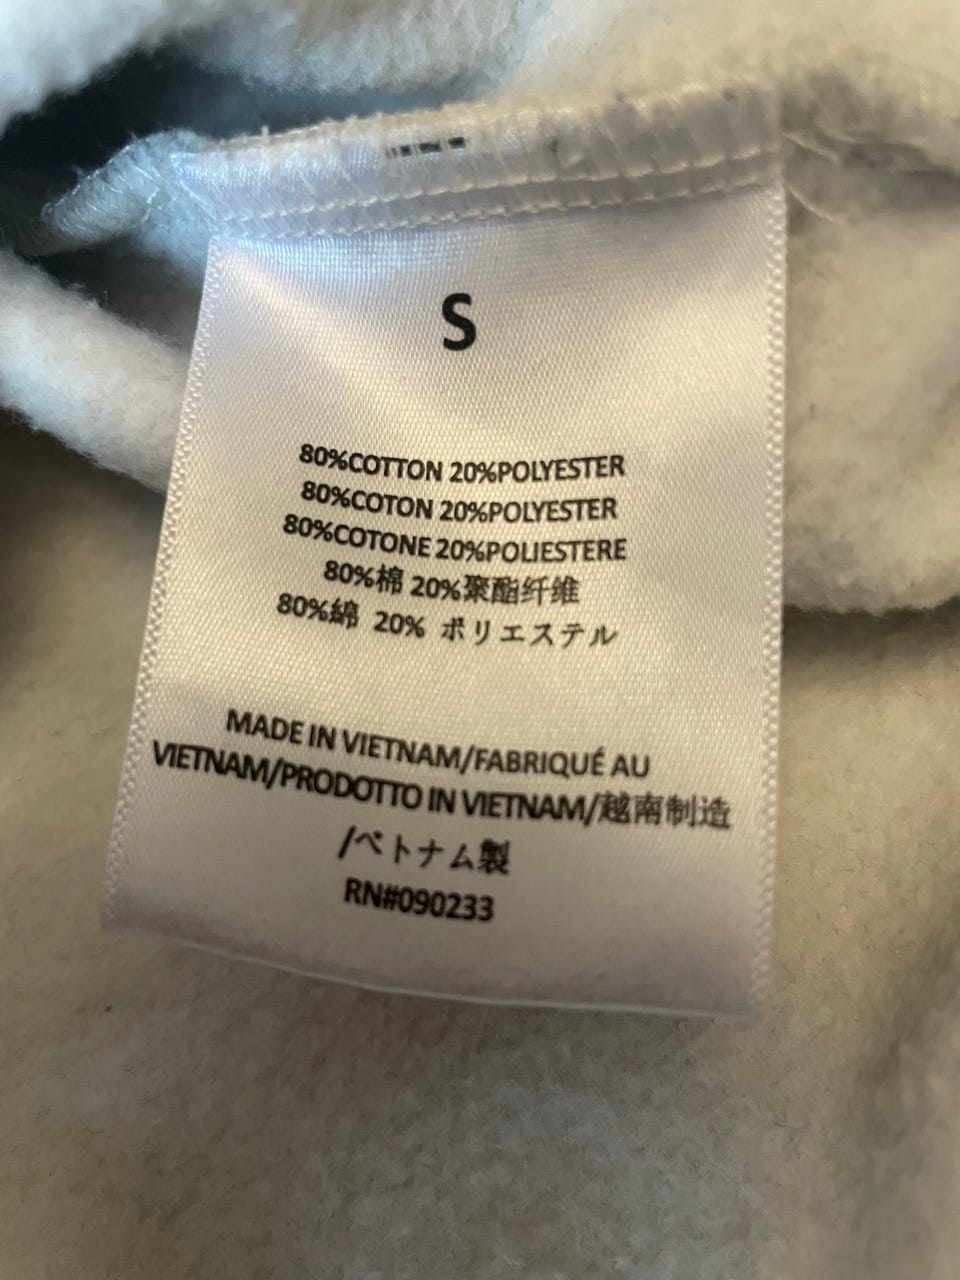 S
80%COTTON 20%POLYESTER
80%COTON 20%POLYESTER
80%COTONE 20%POLIESTERE
80%棉 20%聚酯纤维
80%綿 20% ポリエステル
MADE IN VIETNAM/FABRIQUÉ AU
VIETNAM/PRODOTTO IN VIETNAM/越南制造
/ベトナム製
RN#090233